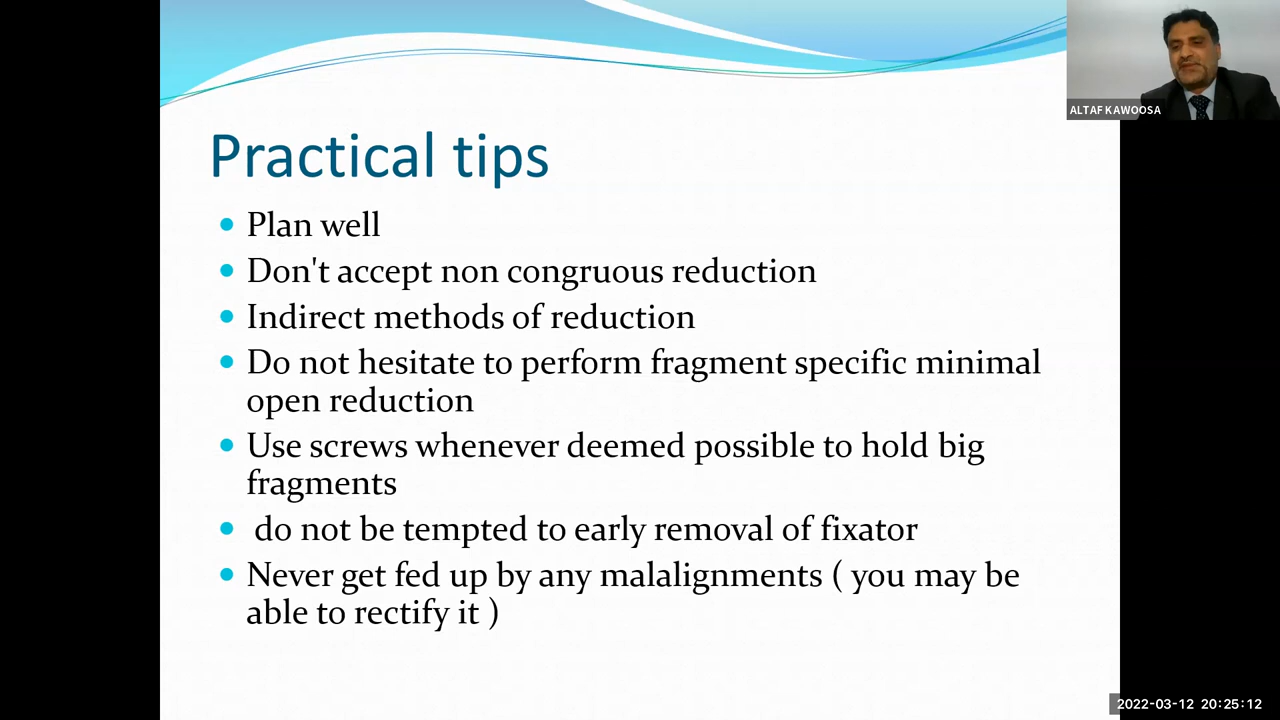 ALTAF KAWOOSA
Practical tips
Plan well
Don't accept non congruous reduction
Indirect methods of reduction
Do not hesitate to perform fragment specific minimal
open reduction
Use screws whenever deemed possible to hold big
fragments
do not be tempted to early removal of fixator
Never get fed up by any malalignments ( you may be
able to rectify it )
2022-03-12 20:25:12